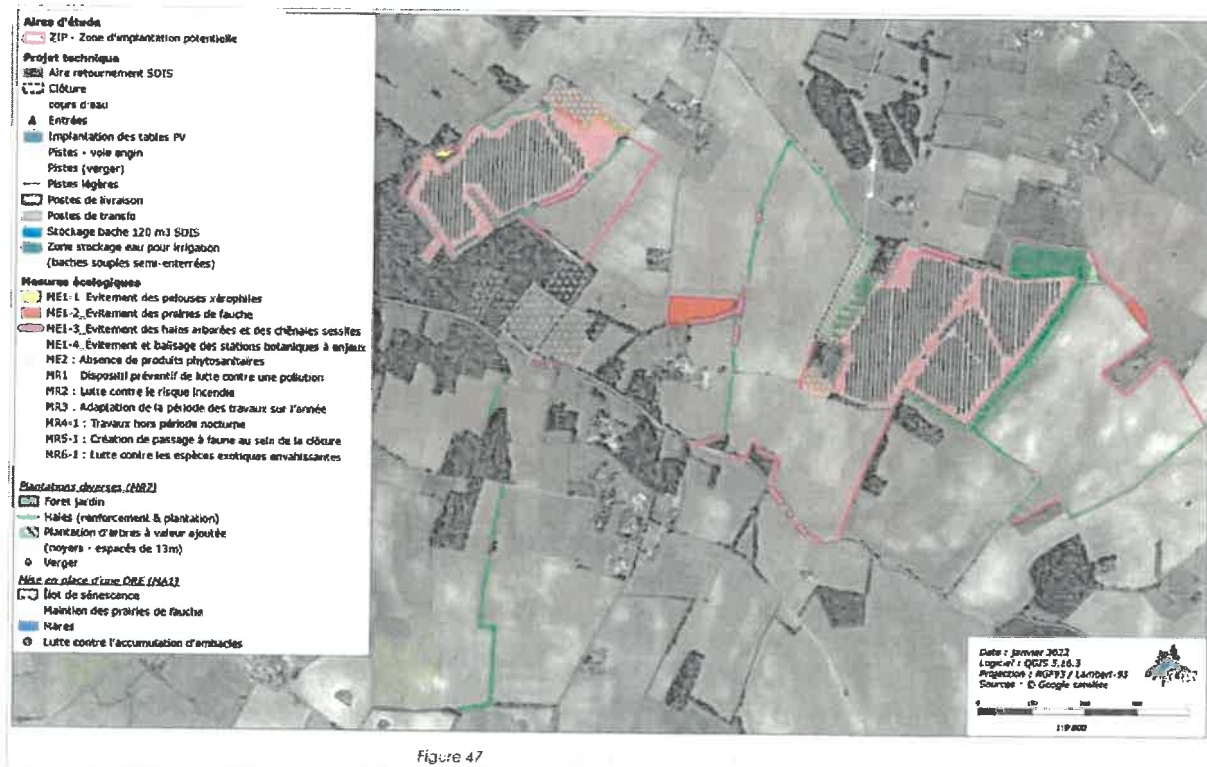 Aires d'étude
ZIP - Zone d'implantation potentielle
Projet technique
Aire retournement SDIS
Clôture
cours d'eau
Entrées
Implantation des tables PV
Pistes - voie engin
Pistes (verger)
Pistes légères
Postes de livraison
Postes de transfo
Stockage bache 120 m3 SDIS
Zone stockage eau pour irrigation
(baches souples semi-enterrées)
Mesures écologiques
ME1-1_Evitement des pelouses xérophiles
ME1-2_Evitement des prairies de fauche
ME1-3_Evitement des haies arborées et des chênaies sessiles
ME1-4_Évitement et balisage des stations botaniques à enjeux
ME2 : Absence de produits phytosanitaires
MR1 Dispositif préventif de lutte contre une pollution
MR2 : Lutte contre le risque incendie
MR3 . Adaptation de la période des travaux sur l'année
MR4-1 : Travaux hors période nocturne
MR5-1 : Création de passage à faune au sein de la clôture
MR6-1 : Lutte contre les espèces exotiques envahissantes
Plantations diverses (MR7)
Foret jardin
Haies (renforcement & plantation)
Plantation d'arbres à valeur ajoutée
(noyers - espacés de 13m)
Verger
Mise en place d'une ORE (MA1)
Îlot de sénescence
Maintien des prairies de fauche
Mares
Lutte contre l'accumulation d'embacles
Date : Janvier 2022
Logiciel : QGIS 3.16.3
Projection : RGF93 / Lambert-93
Sources : © Google satellite
0
1:9 800
Figure 47